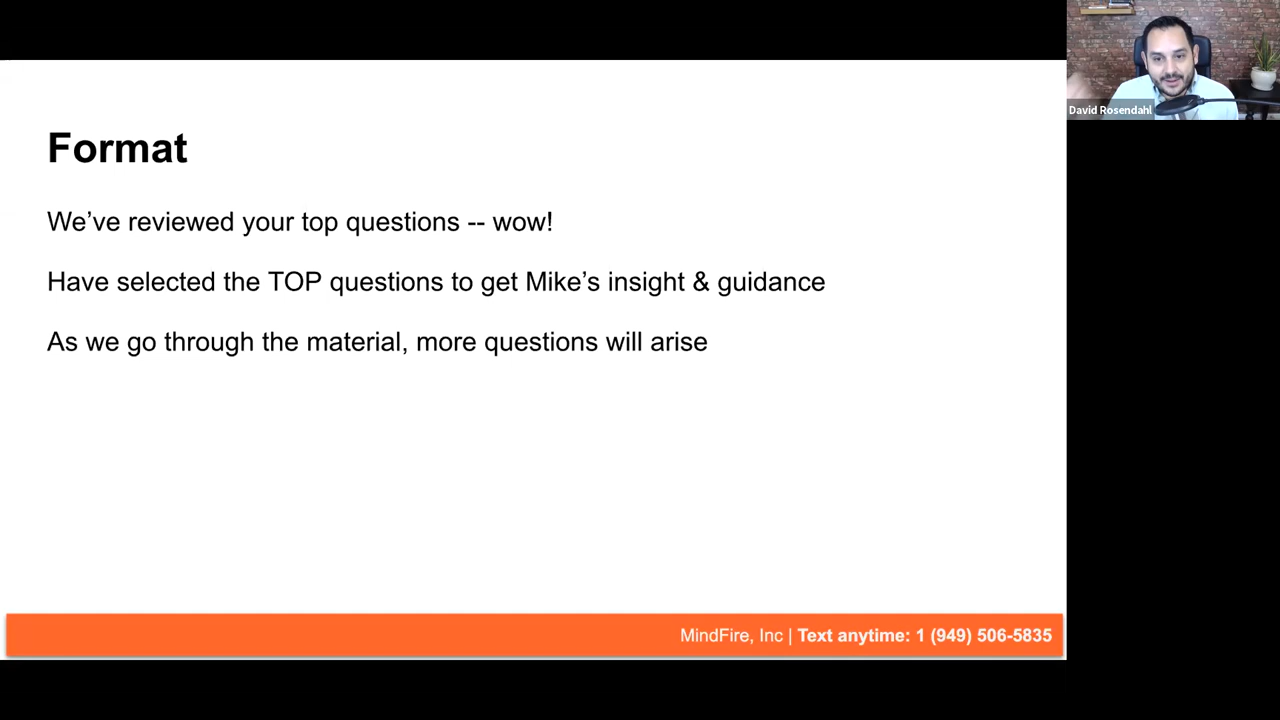 Format
We’ve reviewed your top questions -- wow!
Have selected the TOP questions to get Mike’s insight & guidance
As we go through the material, more questions will arise
MindFire, Inc | Text anytime: 1 (949) 506-5835
David Rosendahl